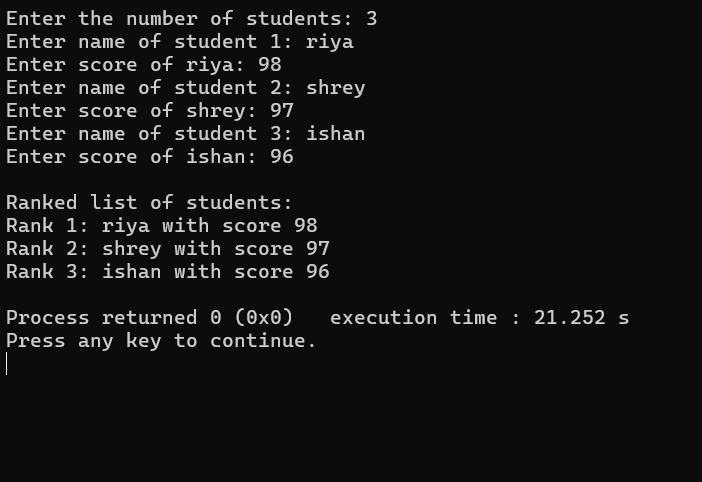 Enter the number of students: 3
Enter name of student 1: riya
Enter score of riya: 98
Enter name of student 2: shrey
Enter score of shrey: 97
Enter name of student 3: ishan
Enter score of ishan: 96

Ranked list of students:
Rank 1: riya with score 98
Rank 2: shrey with score 97
Rank 3: ishan with score 96

Process returned 0 (0x0)   execution time : 21.252 s
Press any key to continue.